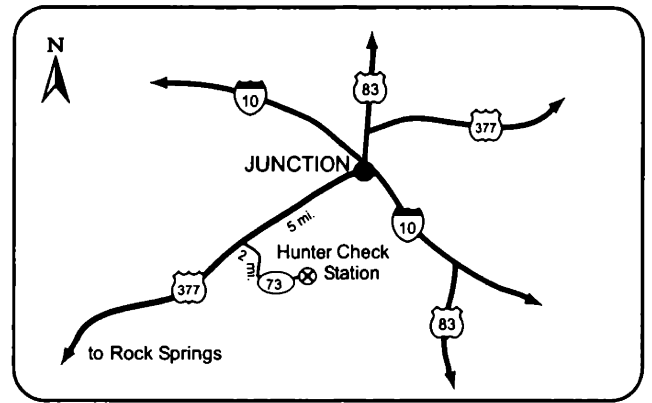 N
83
10
377
JUNCTION
5 mi.
10
Hunter Check
Station
2 mi.
73
377
83
to Rock Springs